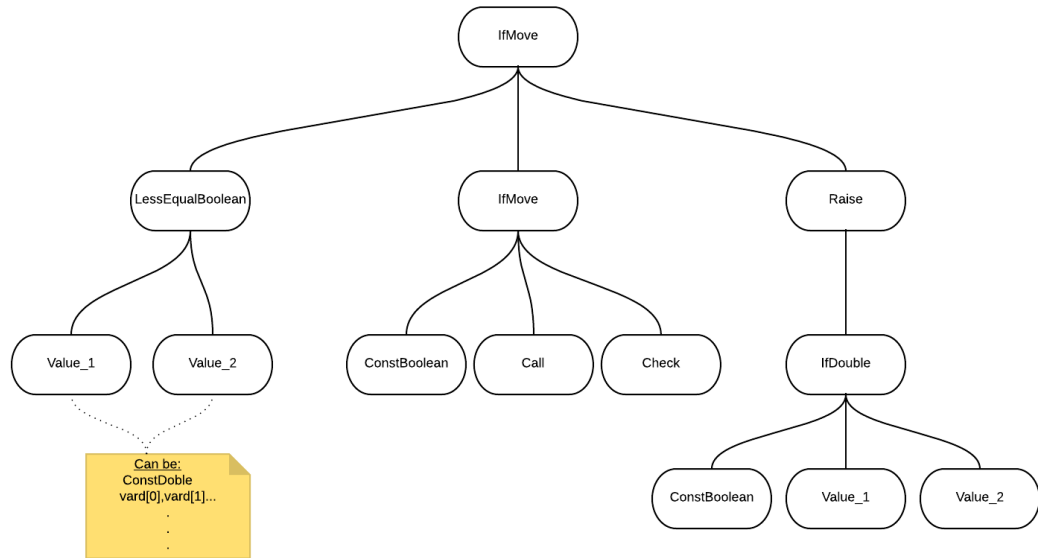 IfMove
LessEqualBoolean
IfMove
Raise
Value_1
Value_2
ConstBoolean
Call
Check
IfDouble
Can be:
ConstDoble
vard[0],vard[1]...
.
.
.
ConstBoolean
Value_1
Value_2